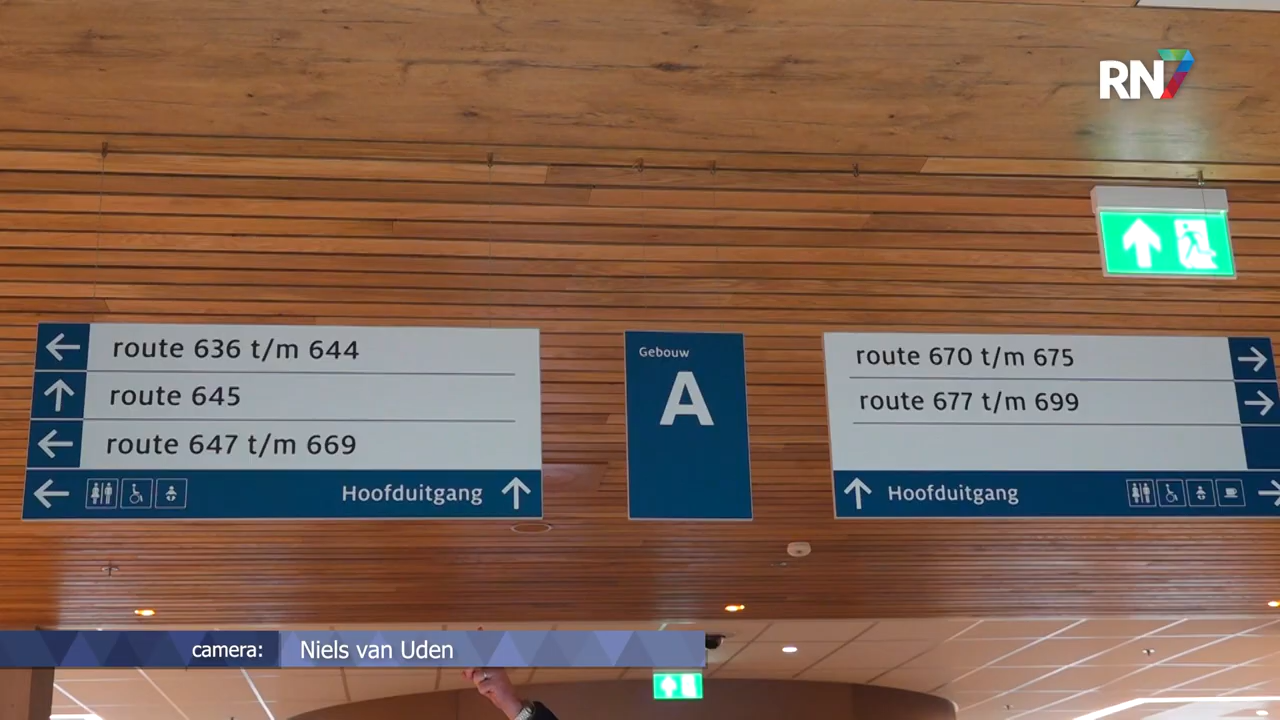 RN7
route 636 t/m 644
route 645
route 647 t/m 669
Hoofduitgang
Gebouw
A
route 670 t/m 675
route 677 t/m 699
Hoofduitgang
camera: Niels van Uden